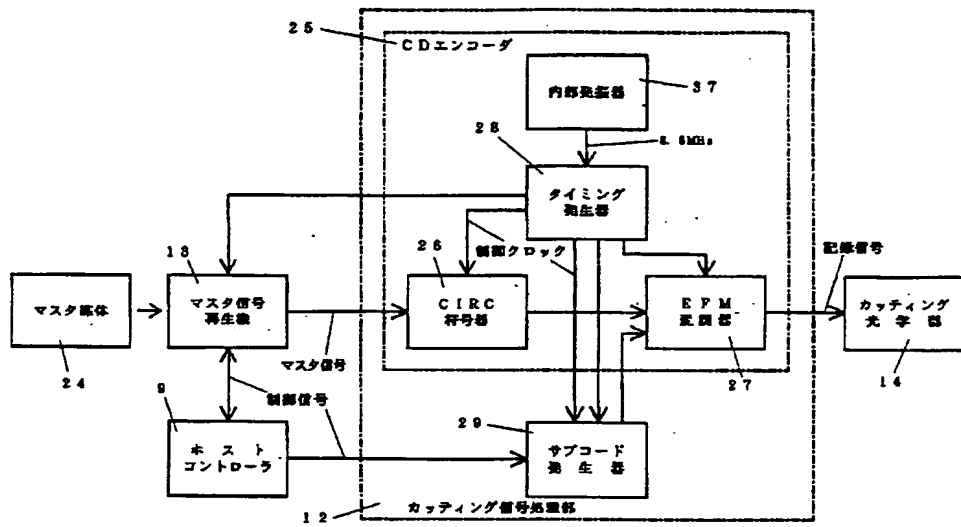 25
CDエンコーダ
内部発振器
37
28
8.6MHz
タイミング
発生器
13
26
制御クロック
記録信号
マスタ媒体
マスタ信号
再生機
CIRC
符号器
EFM
変調部
カッティング
光学部
24
マスタ信号
27
14
9
制御信号
29
ホスト
コントローラ
サブコード
発生器
12
カッティング信号処理部